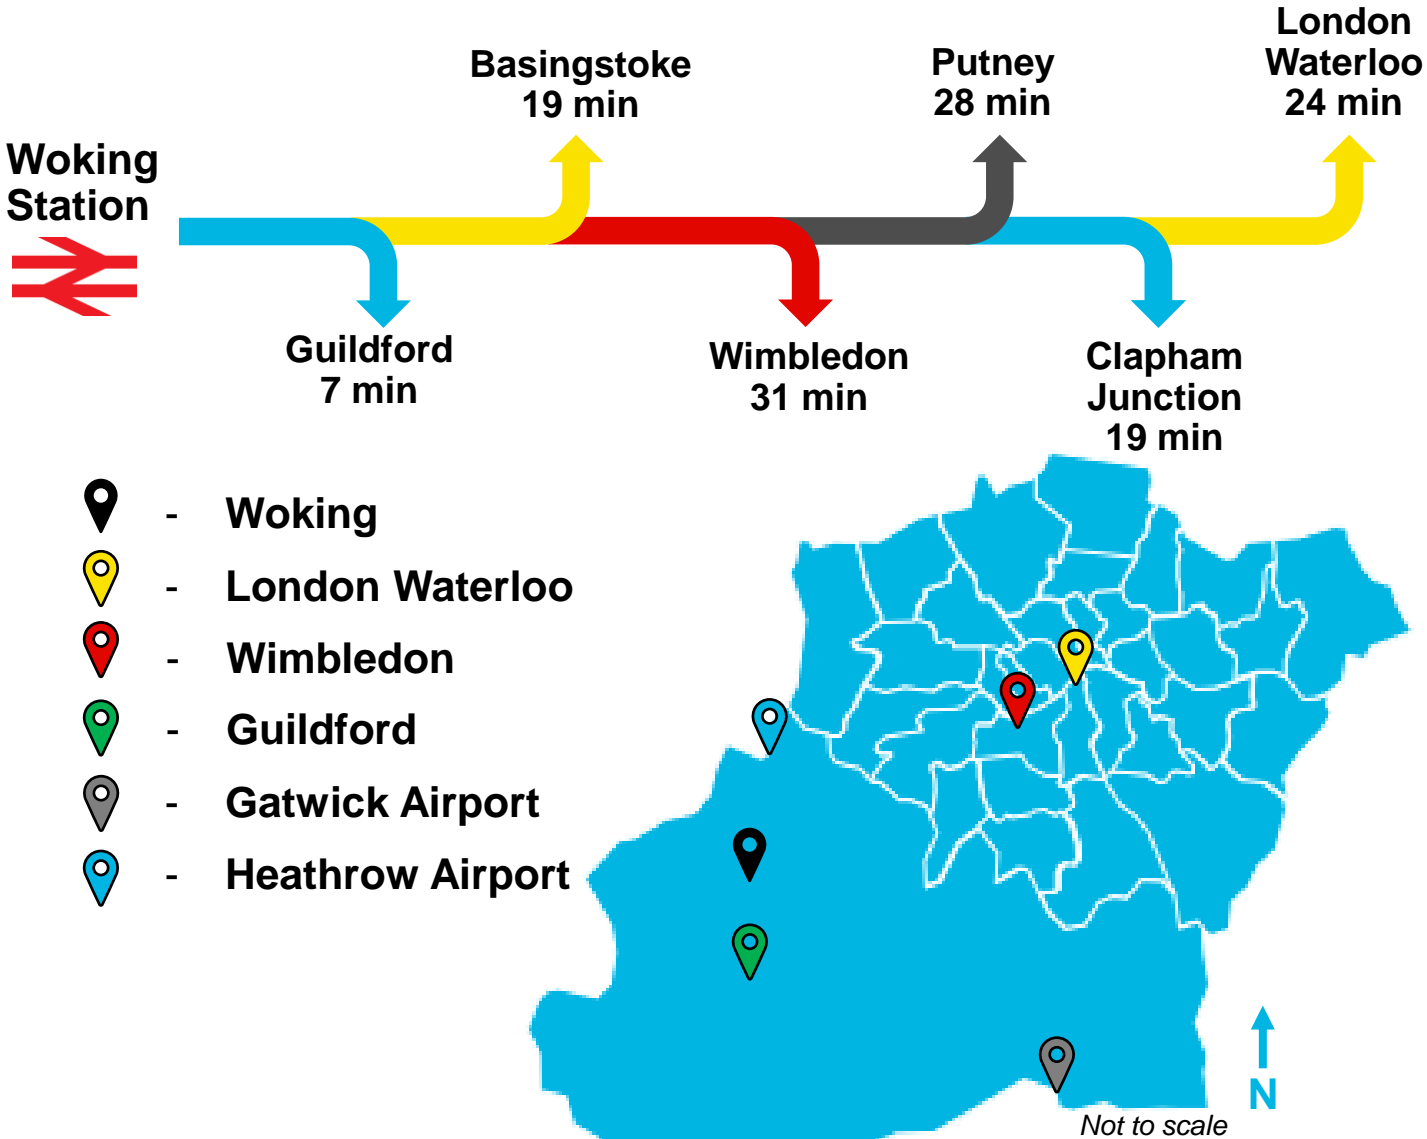 Woking
Station
Basingstoke
19 min
Putney
28 min
London
Waterloo
24 min
Guildford
7 min
Wimbledon
31 min
Clapham
Junction
19 min
- Woking
- London Waterloo
- Wimbledon
- Guildford
- Gatwick Airport
- Heathrow Airport
N
Not to scale